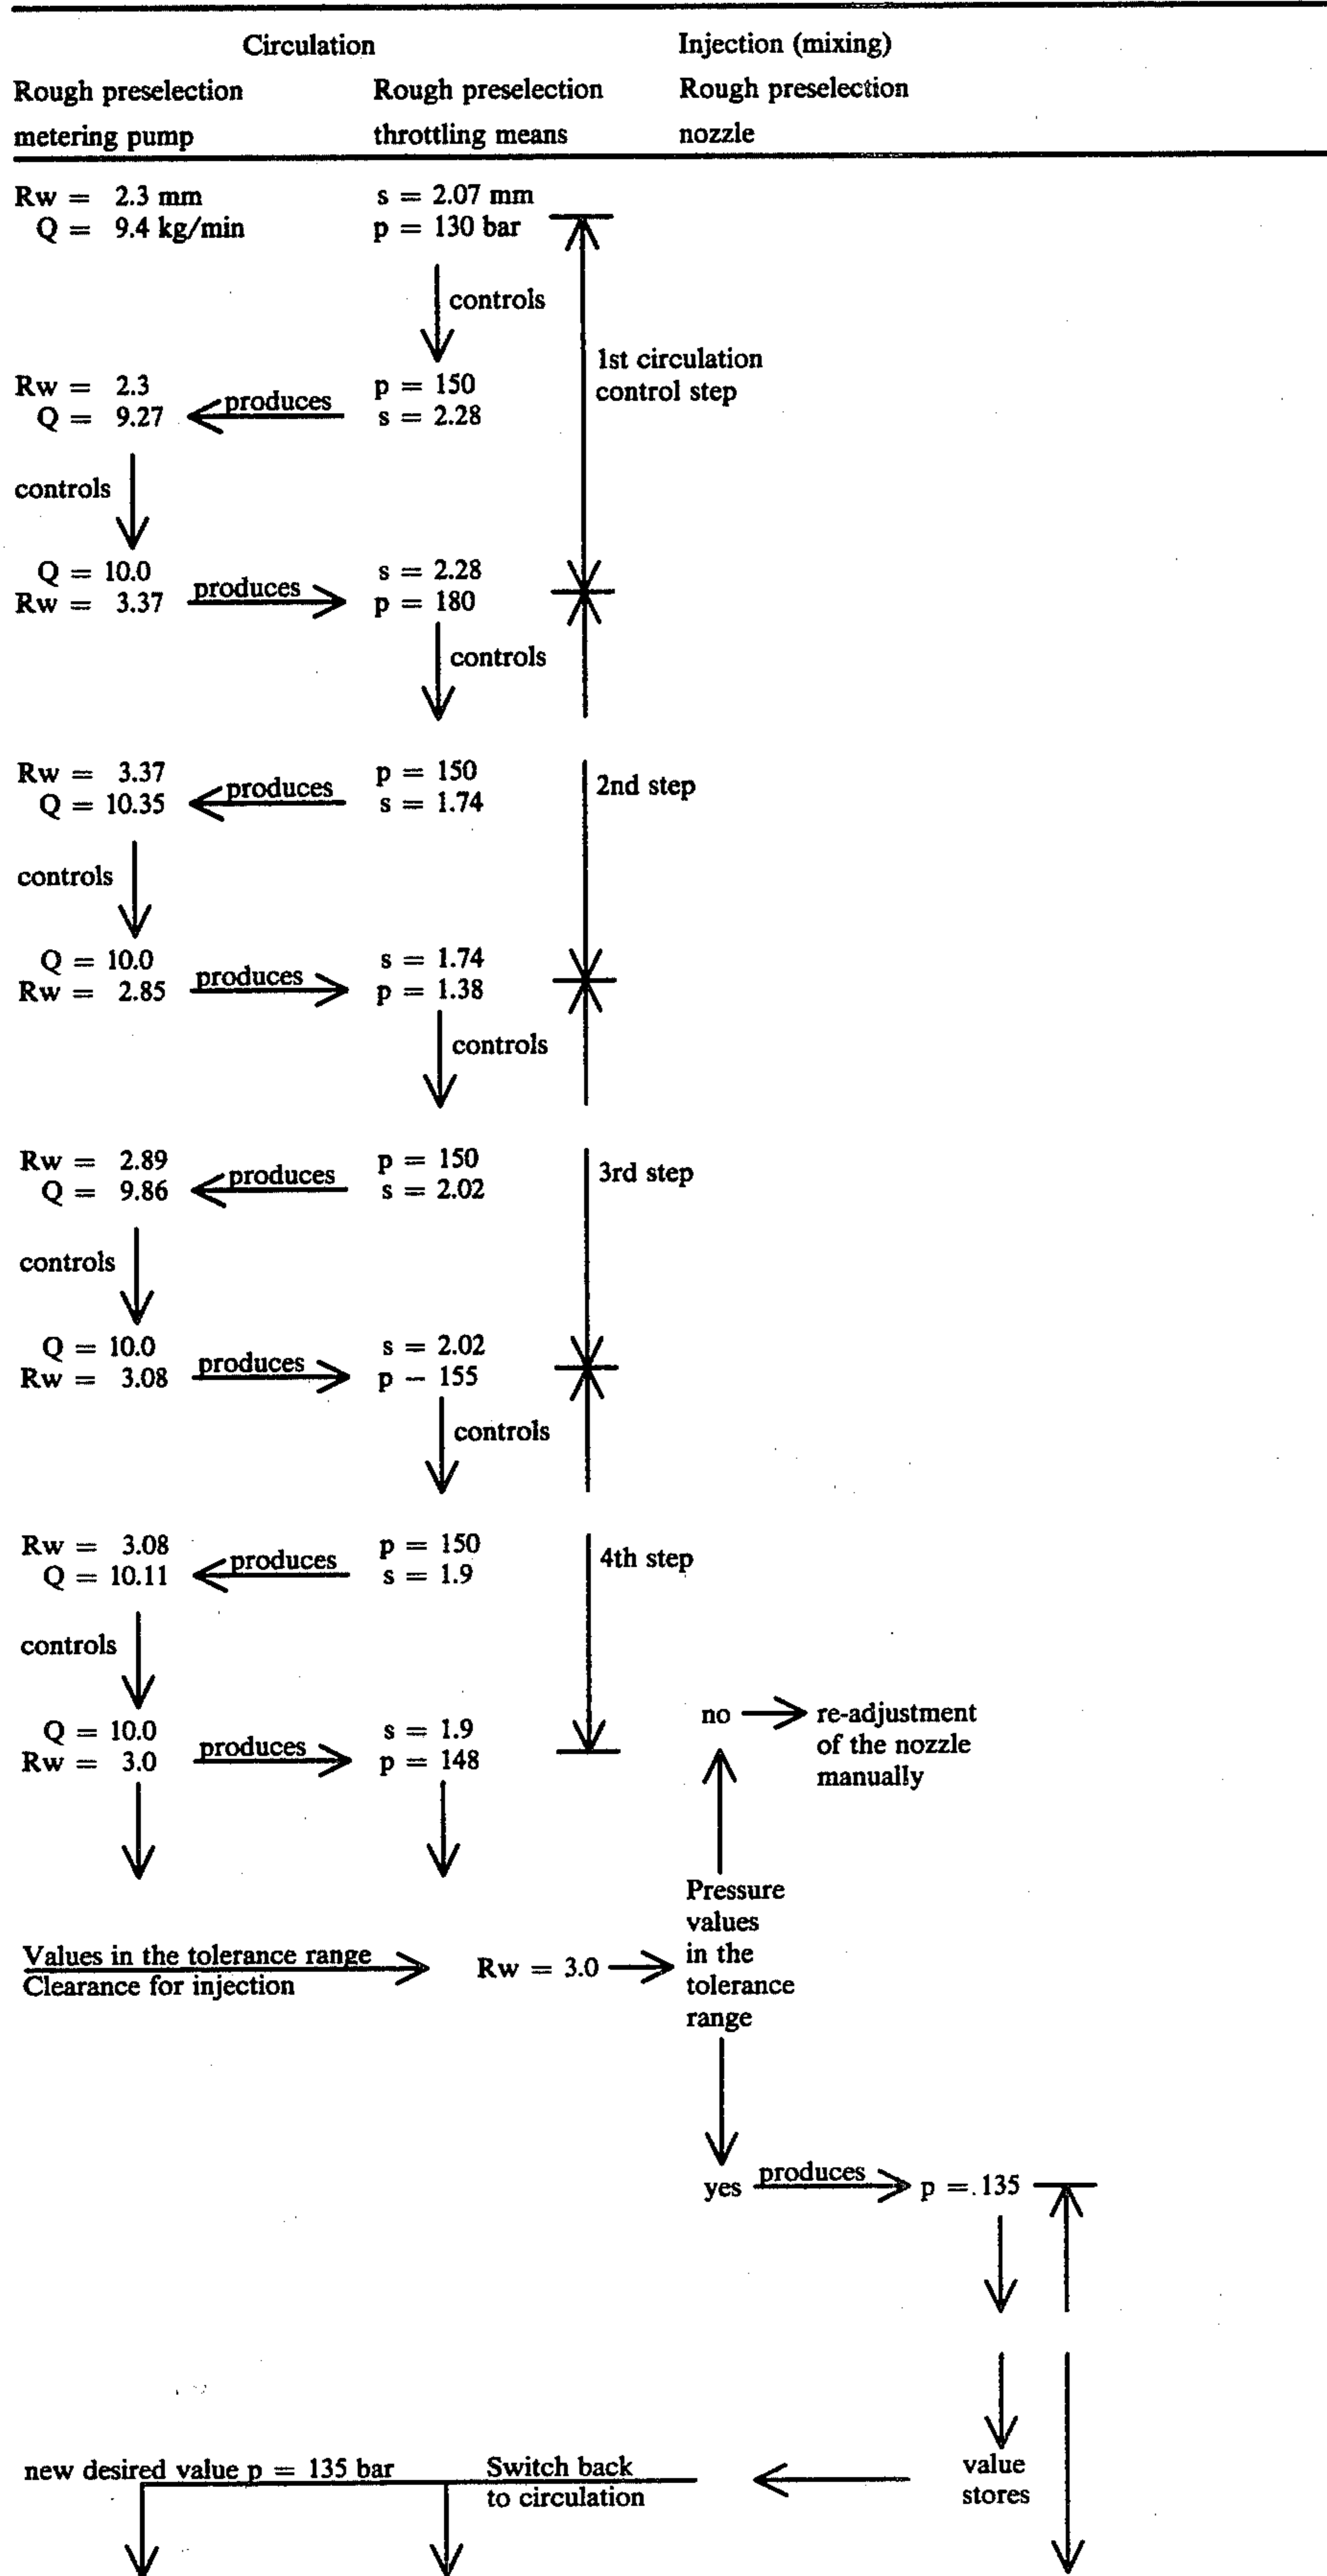 Circulation Injection (mixing)
Rough preselection Rough preselection Rough preselection
metering pump throttling means nozzle
Rw = 2.3 mm s = 2.07 mm
Q = 9.4 kg/min p = 130 bar
controls
1st circulation
control step
Rw = 2.3 p = 150
Q = 9.27 produces s = 2.28
controls
Q = 10.0 s = 2.28
Rw = 3.37 produces p = 180
controls
Rw = 3.37 p = 150 2nd step
Q = 10.35 produces s = 1.74
controls
Q = 10.0 s = 1.74
Rw = 2.85 produces p = 1.38
controls
Rw = 2.89 p = 150 3rd step
Q = 9.86 produces s = 2.02
controls
Q = 10.0 s = 2.02
Rw = 3.08 produces p – 155
controls
Rw = 3.08 p = 150 4th step
Q = 10.11 produces s = 1.9
controls
no re-adjustment
of the nozzle
manually
Q = 10.0 s = 1.9
Rw = 3.0 produces p = 148
Pressure
values
in the
tolerance
range
Values in the tolerance range
Clearance for injection
Rw = 3.0
yes produces p =.135
value
stores
new desired value p = 135 bar Switch back
to circulation